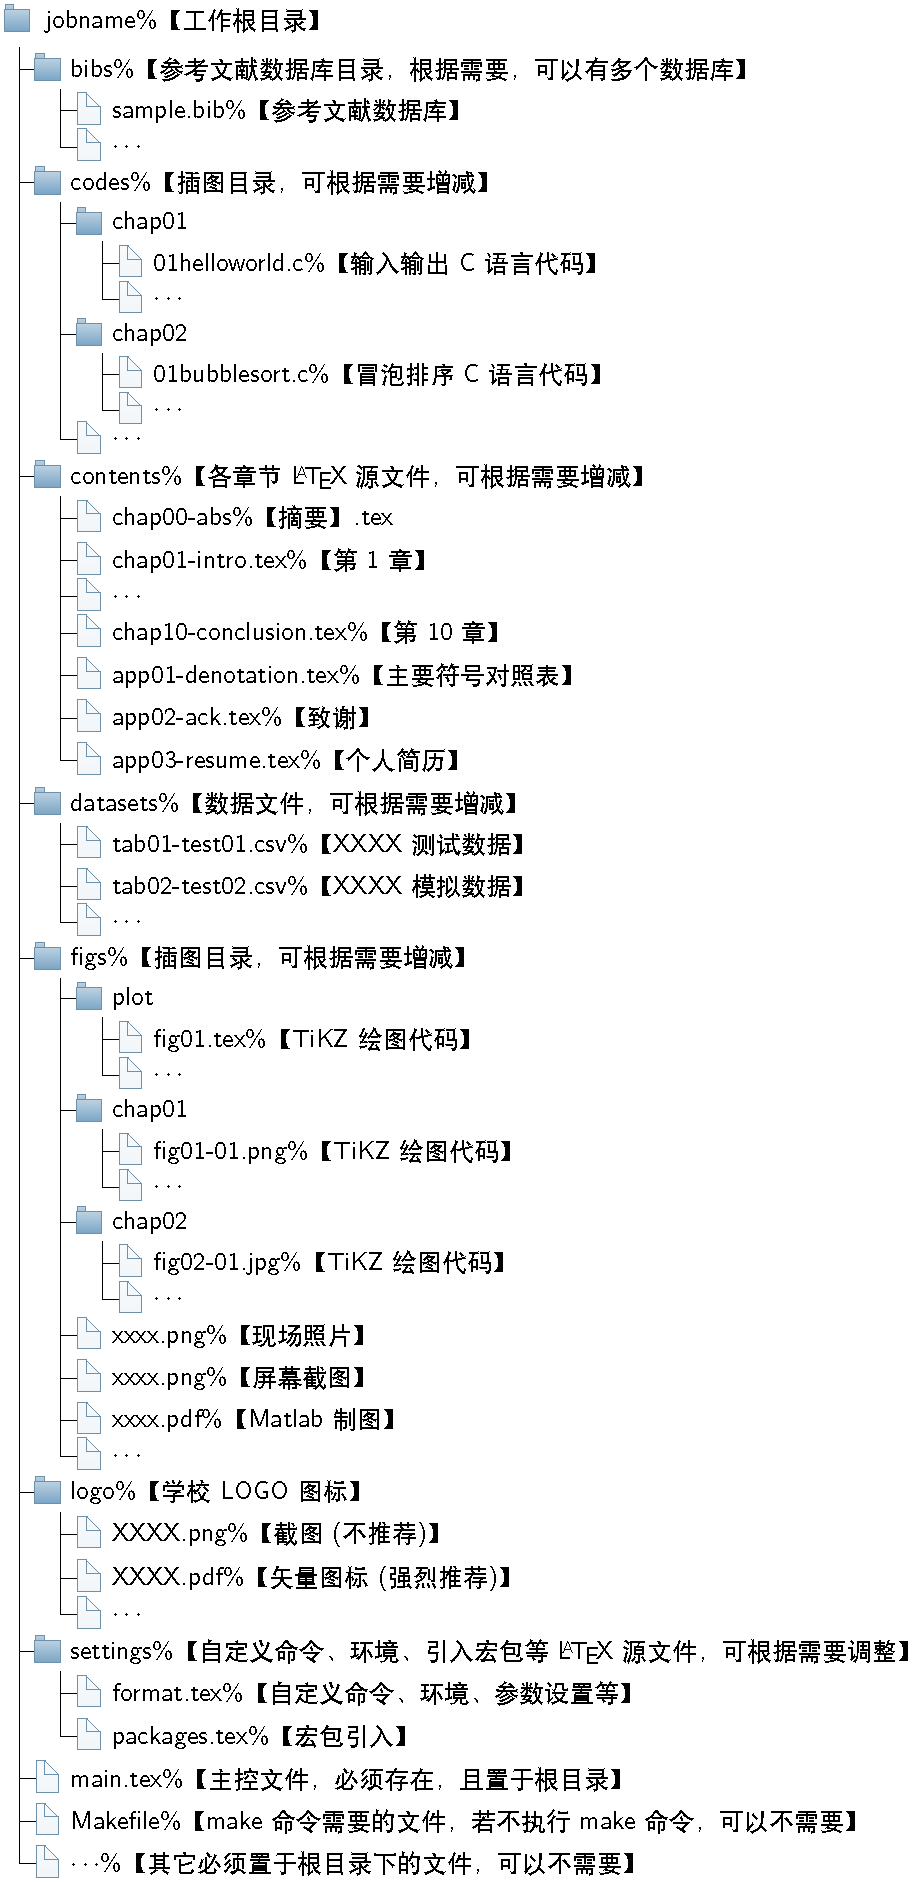 jobname%【工作根目录】
bibs%【参考文献数据库目录，根据需要，可以有多个数据库】
sample.bib%【参考文献数据库】
···
codes%【插图目录，可根据需要增减】
chap01
01helloworld.c%【输入输出 C 语言代码】
···
chap02
01bubblesort.c%【冒泡排序 C 语言代码】
···
···
contents%【各章节 LATEX 源文件，可根据需要增减】
chap00-abs%【摘要】.tex
chap01-intro.tex%【第 1 章】
···
chap10-conclusion.tex%【第 10 章】
app01-denotation.tex%【主要符号对照表】
app02-ack.tex%【致谢】
app03-resume.tex%【个人简历】
datasets%【数据文件，可根据需要增减】
tab01-test01.csv%【XXXX 测试数据】
tab02-test02.csv%【XXXX 模拟数据】
···
figs%【插图目录，可根据需要增减】
plot
fig01.tex%【TiKZ 绘图代码】
···
chap01
fig01-01.png%【TiKZ 绘图代码】
···
chap02
fig02-01.jpg%【TiKZ 绘图代码】
···
xxxx.png%【现场照片】
xxxx.png%【屏幕截图】
xxxx.pdf%【Matlab 制图】
···
logo%【学校 LOGO 图标】
XXXX.png%【截图 (不推荐)】
XXXX.pdf%【矢量图标 (强烈推荐)】
···
settings%【自定义命令、环境、引入宏包等 LATEX 源文件，可根据需要调整】
format.tex%【自定义命令、环境、参数设置等】
packages.tex%【宏包引入】
main.tex%【主控文件，必须存在，且置于根目录】
Makefile%【make 命令需要的文件，若不执行 make 命令，可以不需要】
···%【其它必须置于根目录下的文件，可以不需要】